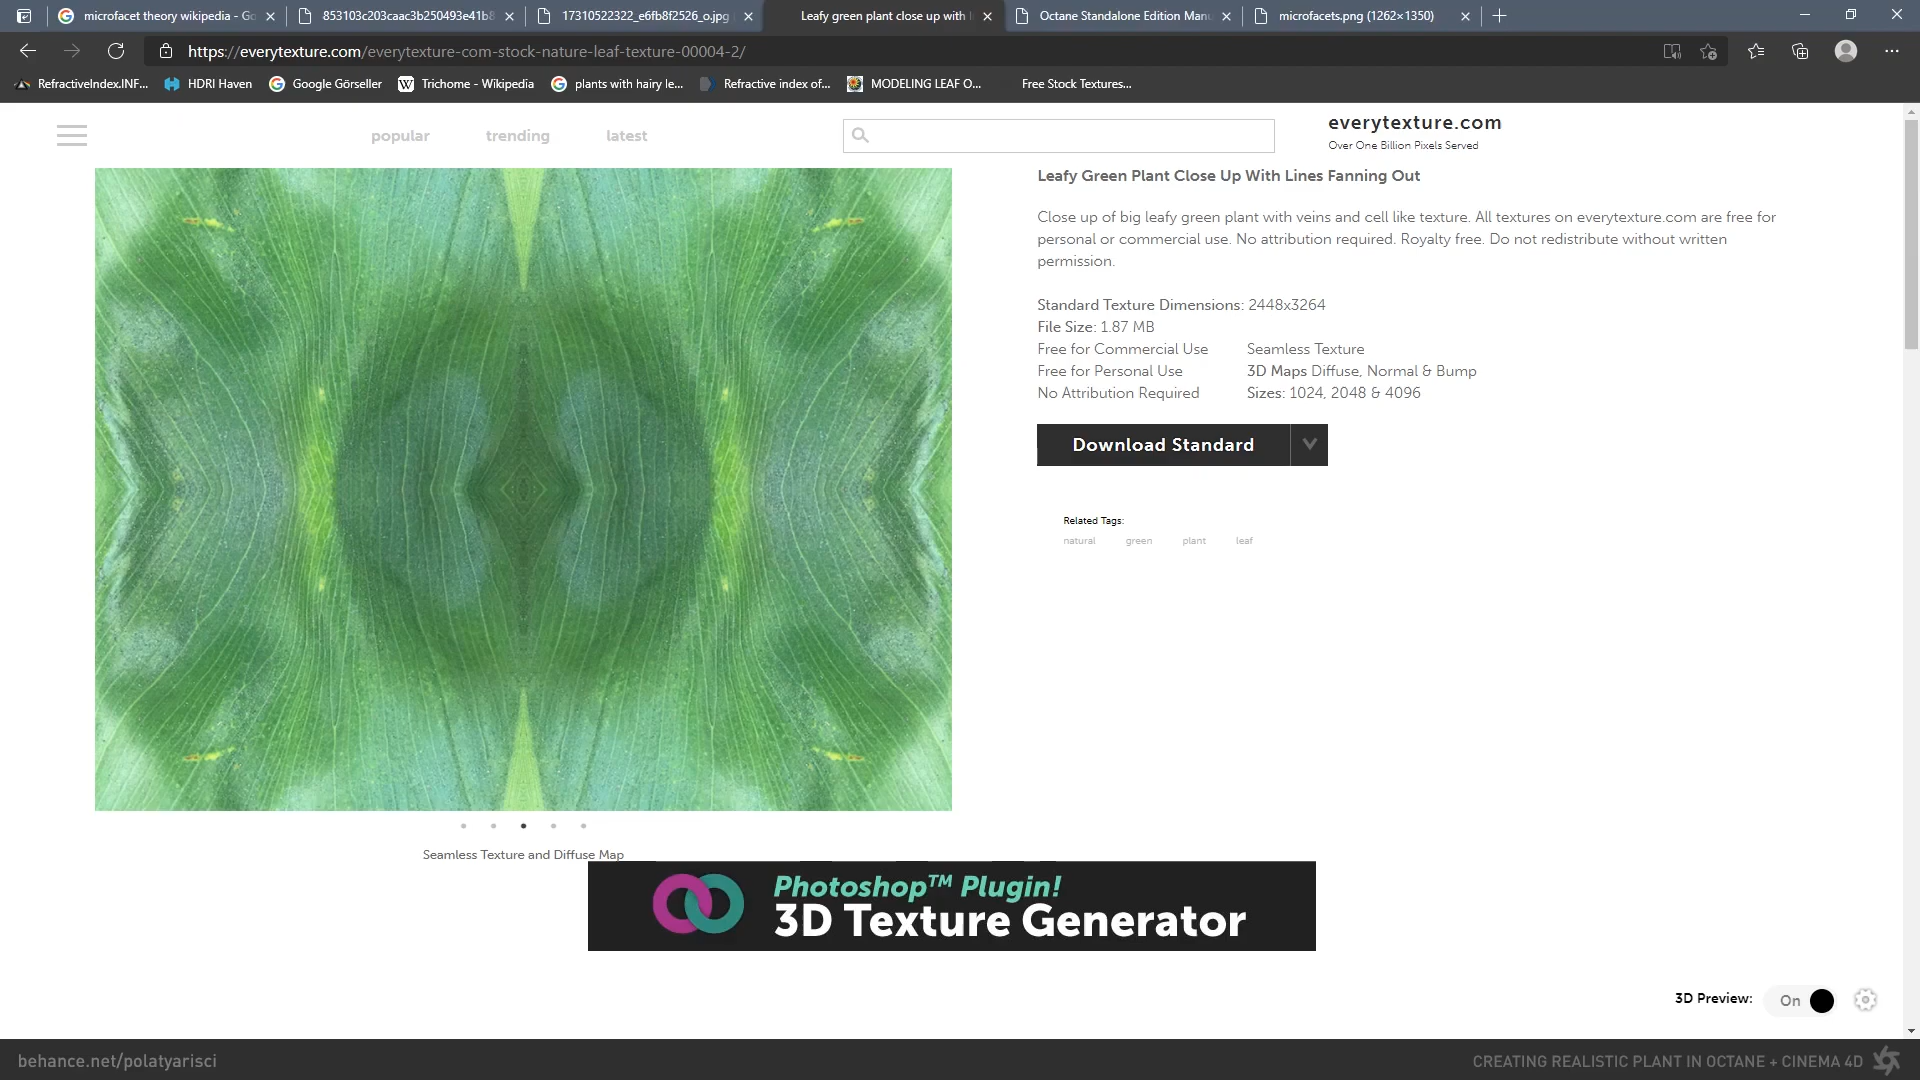 microfacet theory wikipedia - Go
853103c203caac3b250493e41b8
17310522322_e6fb8f2526_o.jpg
Leafy green plant close up with l
Octane Standalone Edition Manu
microfacets.png (1262×1350)
https://everytexture.com/everytexture-com-stock-nature-leaf-texture-00004-2/
RefractiveIndex.INF...
HDRI Haven
Google Görseller
Trichome - Wikipedia
plants with hairy le...
Refractive index of...
MODELING LEAF O...
Free Stock Textures...
popular
trending
latest
everytexture.com
Over One Billion Pixels Served
Leafy Green Plant Close Up With Lines Fanning Out
Close up of big leafy green plant with veins and cell like texture. All textures on everytexture.com are free for
personal or commercial use. No attribution required. Royalty free. Do not redistribute without written
permission.
Standard Texture Dimensions: 2448x3264
File Size: 1.87 MB
Free for Commercial Use Seamless Texture
Free for Personal Use 3D Maps Diffuse, Normal & Bump
No Attribution Required Sizes: 1024, 2048 & 4096
Download Standard
Related Tags:
natural green plant leaf
Seamless Texture and Diffuse Map
Photoshop™ Plugin!
3D Texture Generator
3D Preview: On
behance.net/polatyarisci
CREATING REALISTIC PLANT IN OCTANE + CINEMA 4D